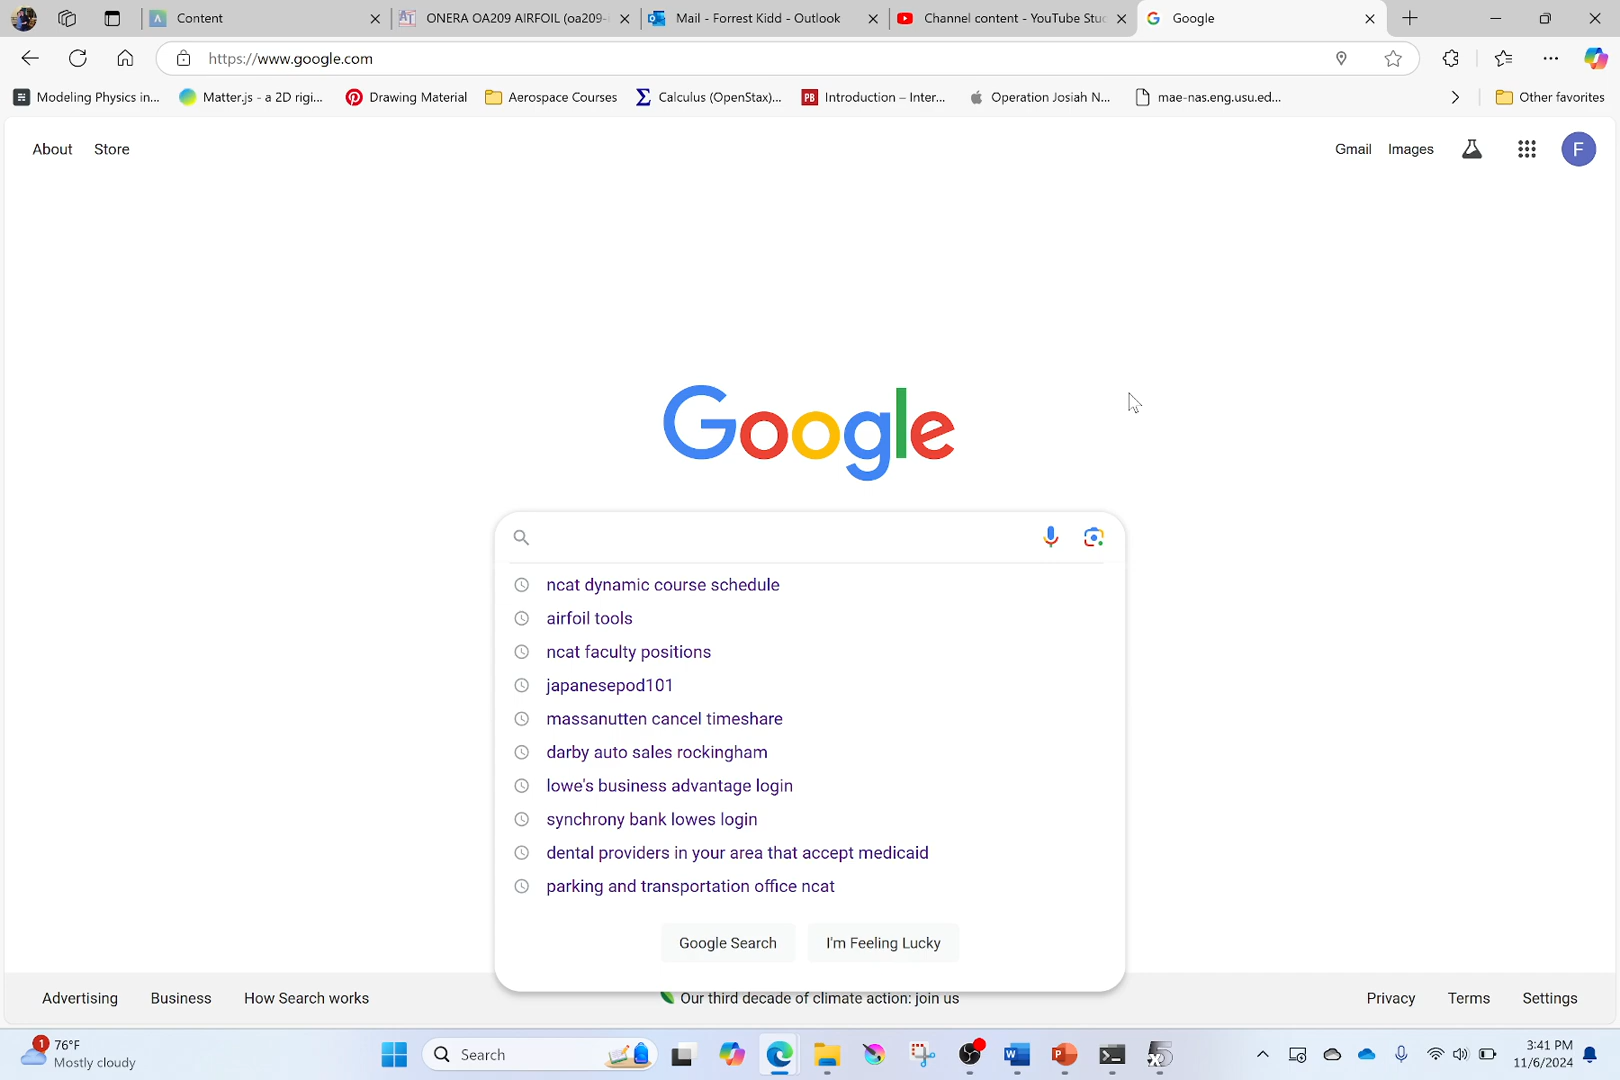 Content
ONERA OA209 AIRFOIL (oa209-
Mail - Forrest Kidd - Outlook
Channel content - YouTube Stud
Google
https://www.google.com
Modeling Physics in...
Matter.js - a 2D rigi...
Drawing Material
Aerospace Courses
Calculus (OpenStax)...
PB
Introduction – Inter...
Operation Josiah N...
mae-nas.eng.usu.ed...
Other favorites
About
Store
Gmail
Images
F
Google
ncat dynamic course schedule
airfoil tools
ncat faculty positions
japanesepod101
massanutten cancel timeshare
darby auto sales rockingham
lowe's business advantage login
synchrony bank lowes login
dental providers in your area that accept medicaid
parking and transportation office ncat
Google Search
I'm Feeling Lucky
Advertising
Business
How Search works
Our third decade of climate action: join us
Privacy
Terms
Settings
1
76°F
Mostly cloudy
Search
3:41 PM
11/6/2024